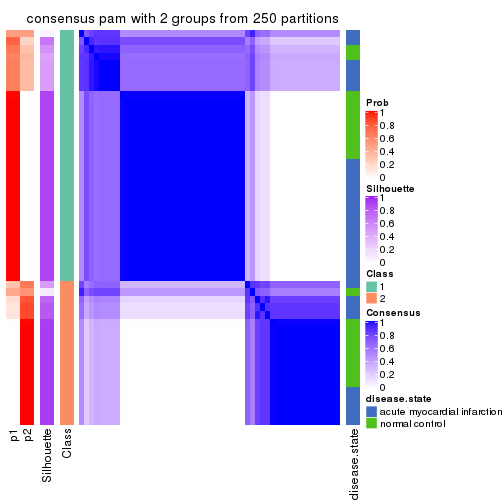 consensus pam with 2 groups from 250 partitions
Prob
1
0.8
0.6
0.4
0.2
0
Silhouette
1
0.8
0.6
0.4
0.2
0
Class
1
2
Consensus
1
0.8
0.6
0.4
0.2
0
disease.state
acute myocardial infarction
normal control
p1
p2
Silhouette
Class
disease.state